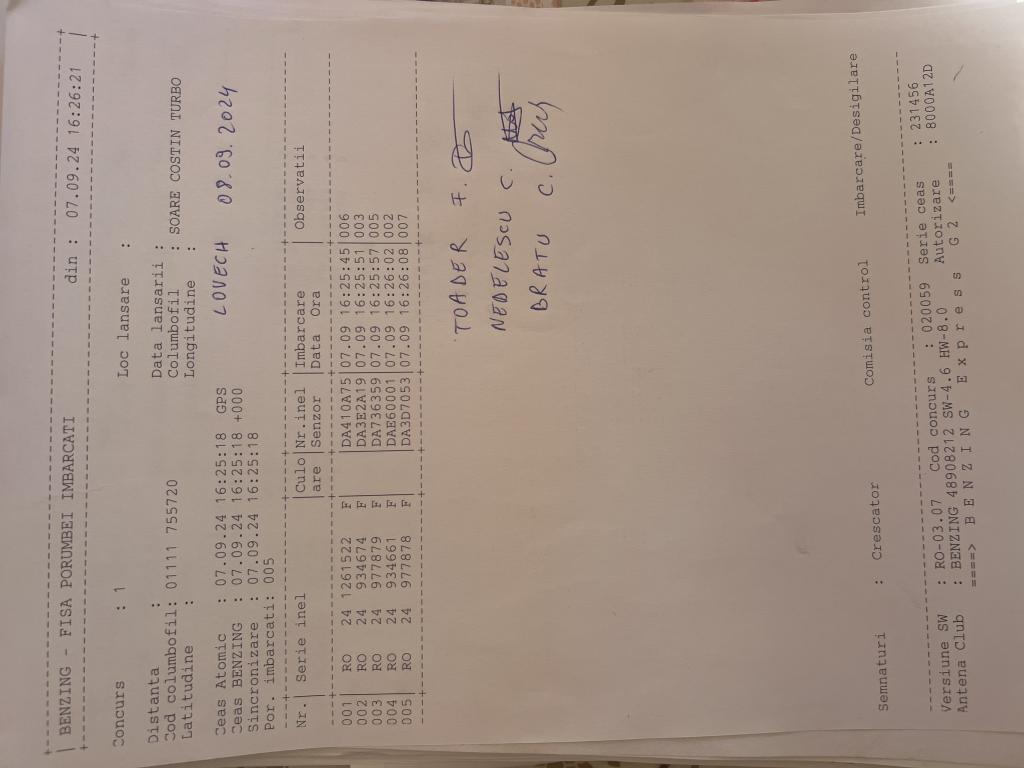 BENZING - FISA PORUMBEI IMBARCATI din : 07.09.24 16:26:21
Concurs : 1 Loc lansare :
Distanta : Data lansarii :
Cod columbofil: 01111 755720 Columbofil : SOARE COSTIN TURBO
Latitudine : Longitudine :
LOVECH 08.09.2024
Ceas Atomic : 07.09.24 16:25:18 GPS
Ceas BENZING : 07.09.24 16:25:18 +000
Sincronizare : 07.09.24 16:25:18
Por. imbarcati: 005
Nr.| Serie inel |Culo|Nr.inel |Imbarcare | Observatii
are |Senzor |Data Ora |
001 | RO 24 1261522 F | |DA410A75|07.09 16:25:45|006
002 | RO 24 934674 F | |DA3E2A19|07.09 16:25:51|003
003 | RO 24 977879 F | |DA736359|07.09 16:25:57|005
004 | RO 24 934661 F | |DAE60001|07.09 16:26:02|002
005 | RO 24 977878 F | |DA3D7053|07.09 16:26:08|007
TOADER F.
NEDELESCU C.
BRATU C.
Semnaturi : Crescator Comisia control Imbarcare/Desigilare
Versiune SW : RO-03.07 Cod concurs : 020059 Serie ceas : 231456
Antena Club : BENZING 48908212 SW-4.6 HW-8.0 Autorizare : 8000A12D
====> B E N Z I N G E x p r e s s G 2 <====